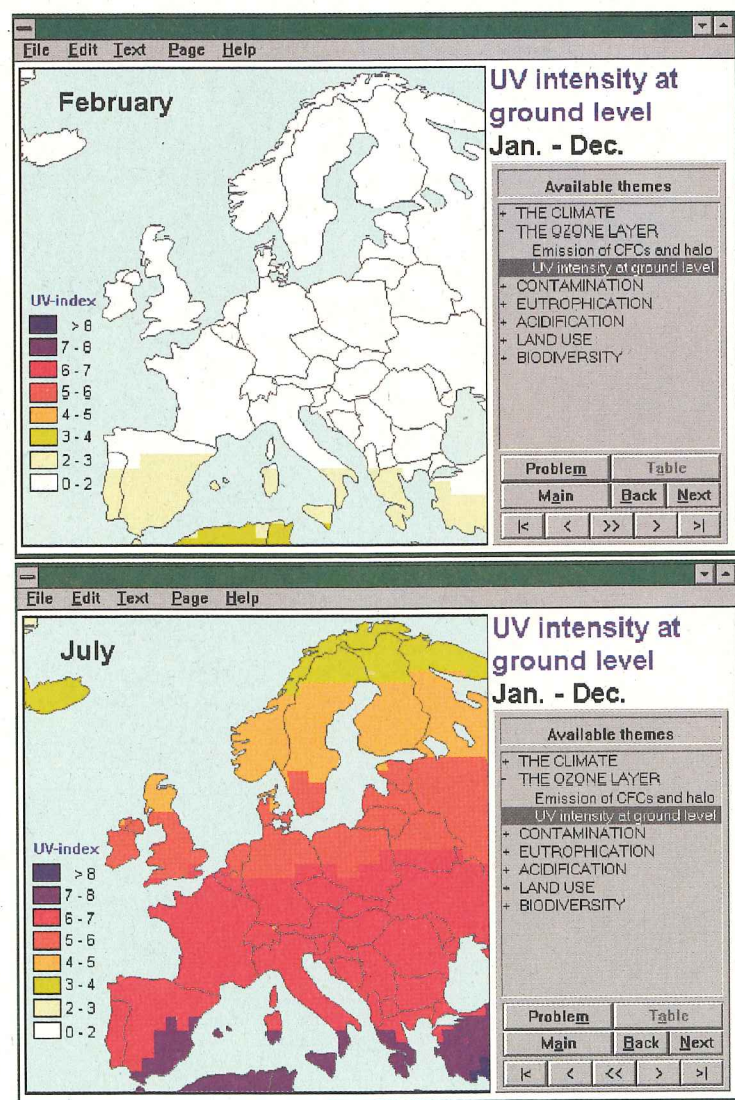 File Edit Text Page Help
February
UV intensity at
ground level
Jan. - Dec.
Available themes
+ THE CLIMATE
- THE OZONE LAYER
Emission of CFCs and halo
UV intensity at ground level
+ CONTAMINATION
+ EUTROPHICATION
+ ACIDIFICATION
+ LAND USE
+ BIODIVERSITY
UV-index
> 8
7 - 8
6 - 7
5 - 6
4 - 5
3 - 4
2 - 3
0 - 2
Problem Table
Main Back Next
|< < >> > >|
File Edit Text Page Help
July
UV intensity at
ground level
Jan. - Dec.
Available themes
+ THE CLIMATE
- THE OZONE LAYER
Emission of CFCs and halo
UV intensity at ground level
+ CONTAMINATION
+ EUTROPHICATION
+ ACIDIFICATION
+ LAND USE
+ BIODIVERSITY
UV-index
> 8
7 - 8
6 - 7
5 - 6
4 - 5
3 - 4
2 - 3
0 - 2
Problem Table
Main Back Next
|< < << > >|